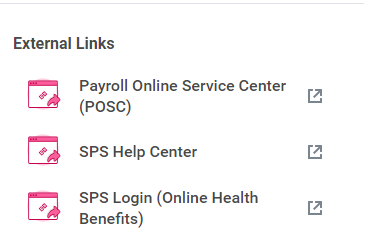 External Links
Payroll Online Service Center
(POSC)
SPS Help Center
SPS Login (Online Health
Benefits)